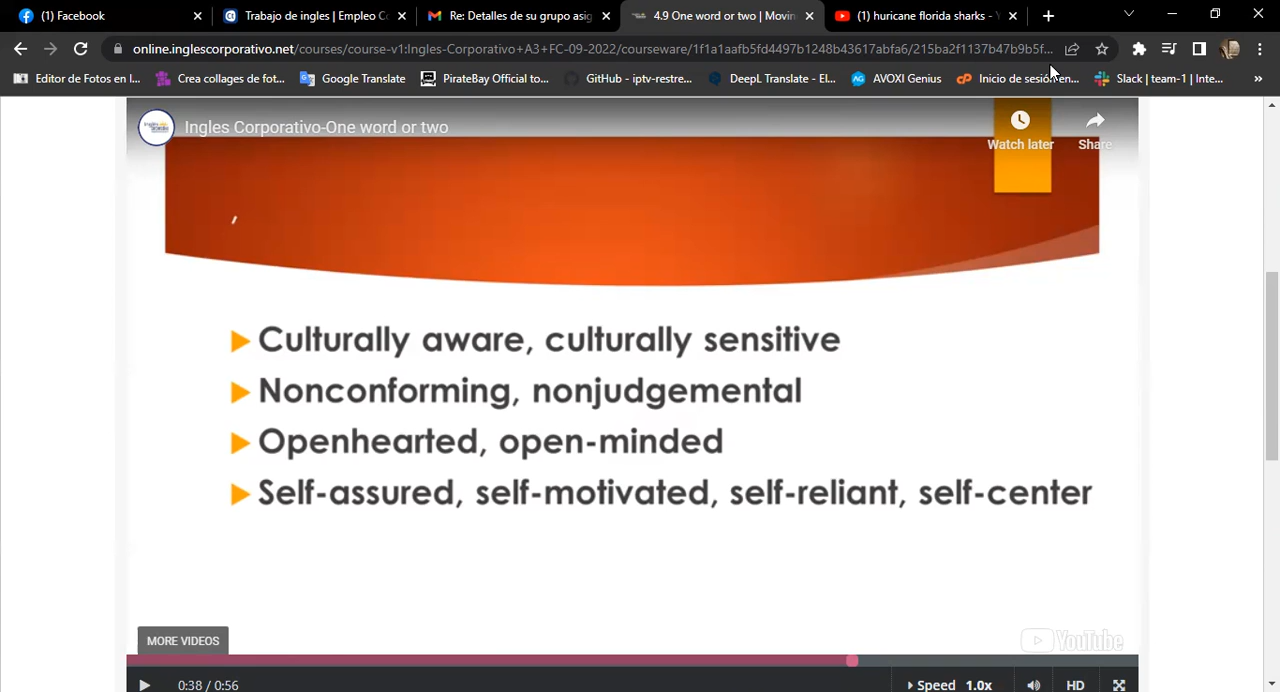 (1) Facebook
Trabajo de ingles | Empleo Co
Re: Detalles de su grupo asig
4.9 One word or two | Movin
(1) huricane florida sharks - Y
online.inglescorporativo.net/courses/course-v1:Ingles-Corporativo+A3+FC-09-2022/courseware/1f1a1aafb5fd4497b1248b43617abfa6/215ba2f1137b47b9b5f...
Editor de Fotos en l...
Crea collages de fot...
Google Translate
PirateBay Official to...
GitHub - iptv-restre...
DeepL Translate - El...
AVOXI Genius
Inicio de sesión en...
Slack | team-1 | Inte...
»
Ingles Corporativo-One word or two
Watch later
Share
,
Culturally aware, culturally sensitive
Nonconforming, nonjudgemental
Openhearted, open-minded
Self-assured, self-motivated, self-reliant, self-center
MORE VIDEOS
YouTube
0:38 / 0:56
Speed 1.0x
HD